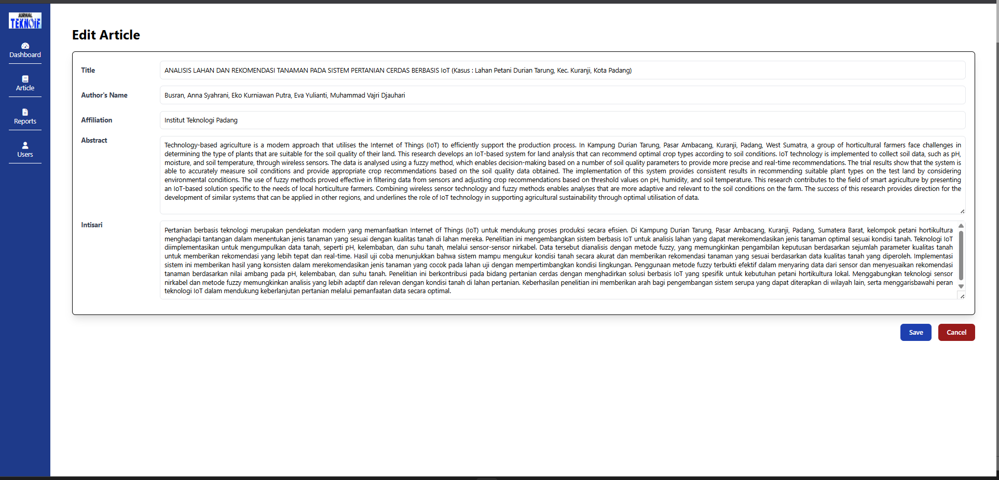 JURNAL
TEKNOIF
Dashboard
Article
Reports
Users
Edit Article
Title
ANALISIS LAHAN DAN REKOMENDASI TANAMAN PADA SISTEM PERTANIAN CERDAS BERBASIS IoT (Kasus : Lahan Petani Durian Tarung, Kec. Kuranji, Kota Padang)
Author's Name
Busran, Anna Syahrani, Eko Kurniawan Putra, Eva Yulianti, Muhammad Vajri Djauhari
Affiliation
Institut Teknologi Padang
Abstract
Technology-based agriculture is a modern approach that utilises the Internet of Things (IoT) to efficiently support the production process. In Kampung Durian Tarung, Pasar Ambacang, Kuranji, Padang, West Sumatra, a group of horticultural farmers face challenges in
determining the type of plants that are suitable for the soil quality of their land. This research develops an IoT-based system for land analysis that can recommend optimal crop types according to soil conditions. IoT technology is implemented to collect soil data, such as pH,
moisture, and soil temperature, through wireless sensors. The data is analysed using a fuzzy method, which enables decision-making based on a number of soil quality parameters to provide more precise and real-time recommendations. The trial results show that the system is
able to accurately measure soil conditions and provide appropriate crop recommendations based on the soil quality data obtained. The implementation of this system provides consistent results in recommending suitable plant types on the test land by considering
environmental conditions. The use of fuzzy methods proved effective in filtering data from sensors and adjusting crop recommendations based on threshold values on pH, humidity, and soil temperature. This research contributes to the field of smart agriculture by presenting
an IoT-based solution specific to the needs of local horticulture farmers. Combining wireless sensor technology and fuzzy methods enables analyses that are more adaptive and relevant to the soil conditions on the farm. The success of this research provides direction for the
development of similar systems that can be applied in other regions, and underlines the role of IoT technology in supporting agricultural sustainability through optimal utilisation of data.
Intisari
Pertanian berbasis teknologi merupakan pendekatan modern yang memanfaatkan Internet of Things (IoT) untuk mendukung proses produksi secara efisien. Di Kampung Durian Tarung, Pasar Ambacang, Kuranji, Padang, Sumatera Barat, kelompok petani hortikultura
menghadapi tantangan dalam menentukan jenis tanaman yang sesuai dengan kualitas tanah di lahan mereka. Penelitian ini mengembangkan sistem berbasis IoT untuk analisis lahan yang dapat merekomendasikan jenis tanaman optimal sesuai kondisi tanah. Teknologi IoT
diimplementasikan untuk mengumpulkan data tanah, seperti pH, kelembaban, dan suhu tanah, melalui sensor-sensor nirkabel. Data tersebut dianalisis dengan metode fuzzy, yang memungkinkan pengambilan keputusan berdasarkan sejumlah parameter kualitas tanah
untuk memberikan rekomendasi yang lebih tepat dan real-time. Hasil uji coba menunjukkan bahwa sistem mampu mengukur kondisi tanah secara akurat dan memberikan rekomendasi tanaman yang sesuai berdasarkan data kualitas tanah yang diperoleh. Implementasi
sistem ini memberikan hasil yang konsisten dalam merekomendasikan jenis tanaman yang cocok pada lahan uji dengan mempertimbangkan kondisi lingkungan. Penggunaan metode fuzzy terbukti efektif dalam menyaring data dari sensor dan menyesuaikan rekomendasi
tanaman berdasarkan nilai ambang pada pH, kelembaban, dan suhu tanah. Penelitian ini berkontribusi pada bidang pertanian cerdas dengan menghadirkan solusi berbasis IoT yang spesifik untuk kebutuhan petani hortikultura lokal. Menggabungkan teknologi sensor
nirkabel dan metode fuzzy memungkinkan analisis yang lebih adaptif dan relevan dengan kondisi tanah di lahan pertanian. Keberhasilan penelitian ini memberikan arah bagi pengembangan sistem serupa yang dapat diterapkan di wilayah lain, serta menggarisbawahi peran
teknologi IoT dalam mendukung keberlanjutan pertanian melalui pemanfaatan data secara optimal.
Save
Cancel